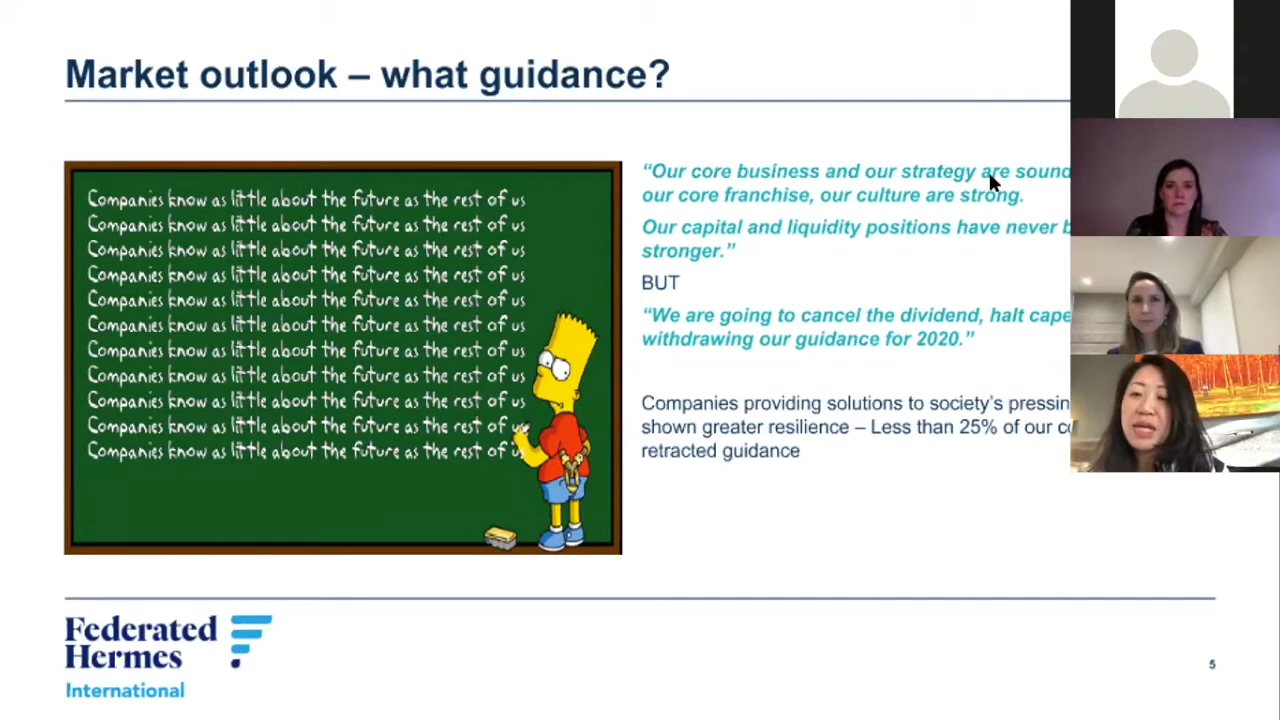 Market outlook – what guidance?
Companies know as little about the future as the rest of us
Companies know as little about the future as the rest of us
Companies know as little about the future as the rest of us
Companies know as little about the future as the rest of us
Companies know as little about the future as the rest of us
Companies know as little about the future as the rest of us
Companies know as little about the future as the rest of us
Companies know as little about the future as the rest of us
Companies know as little about the future as the rest of us
Companies know as little about the future as the rest of
Companies know as little about the future as the rest of
“Our core business and our strategy are sound
our core franchise, our culture are strong.
Our capital and liquidity positions have never
stronger.”
BUT
“We are going to cancel the dividend, halt
withdrawing our guidance for 2020.”
Companies providing solutions to society’s
shown greater resilience – Less than 25% of our
retracted guidance
Federated
Hermes
International
5